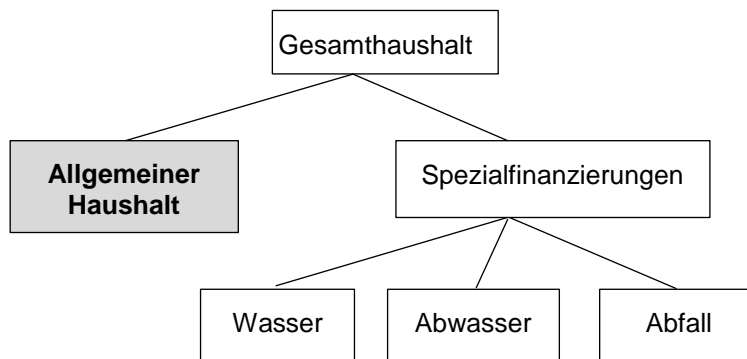 Gesamthaushalt
Allgemeiner
Haushalt
Spezialfinanzierungen
Wasser
Abwasser
Abfall